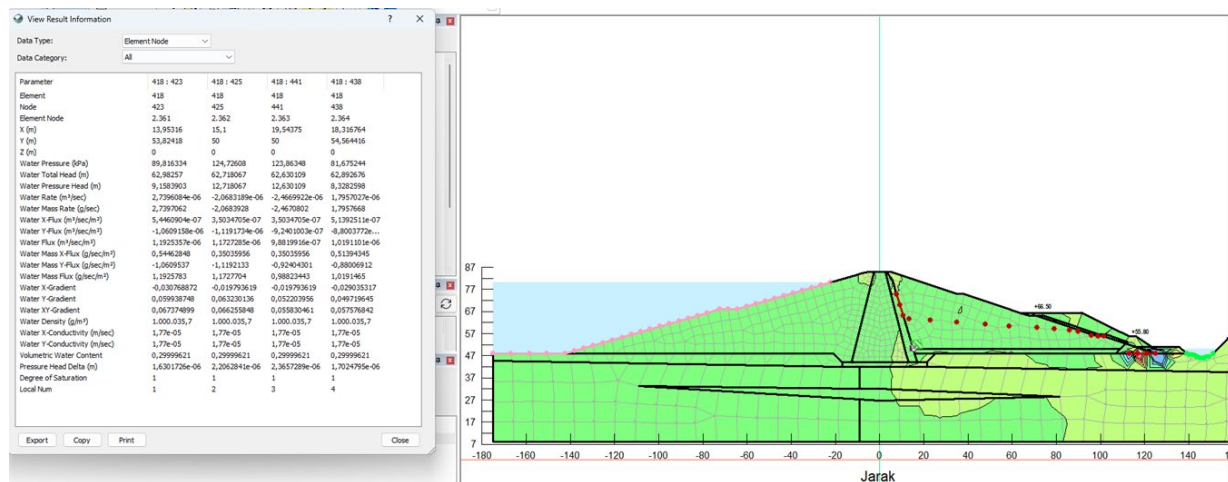 View Result Information
?
Data Type:
Element Node
Data Category:
All
Parameter 418 : 423 418 : 425 418 : 441 418 : 438
Element 418 418 418 418
Node 423 425 441 438
Element Node 2.361 2.362 2.363 2.364
X (m) 13,95316 15,1 19,54375 18,316764
Y (m) 53,82418 50 50 54,564416
Z (m) 0 0 0 0
Water Pressure (kPa) 89,816334 124,72608 123,86348 81,675244
Water Total Head (m) 62,98257 62,718067 62,630109 62,892676
Water Pressure Head (m) 9,1583903 12,718067 12,630109 8,3282598
Water Rate (m³/sec) 2,7396084e-06 -2,0683189e-06 -2,4669922e-06 1,7957027e-06
Water Mass Rate (g/sec) 2,7397062 -2,0683928 -2,4670802 1,7957668
Water X-Flux (m³/sec/m²) 5,4460904e-07 3,5034705e-07 3,5034705e-07 5,1392511e-07
Water Y-Flux (m³/sec/m²) -1,0609158e-06 -1,1191734e-06 -9,2401003e-07 -8,8003772e...
Water Flux (m³/sec/m²) 1,1925357e-06 1,1727285e-06 9,8819916e-07 1,0191101e-06
Water Mass X-Flux (g/sec/m²) 0,54462848 0,35035956 0,35035956 0,51394345
Water Mass Y-Flux (g/sec/m²) -1,0609537 -1,1192133 -0,92404301 -0,88006912
Water Mass Flux (g/sec/m²) 1,1925783 1,1727704 0,98823443 1,0191465
Water X-Gradient -0,030768872 -0,019793619 -0,019793619 -0,029035317
Water Y-Gradient 0,059938748 0,063230136 0,052203956 0,049719645
Water XY-Gradient 0,067374899 0,066255848 0,055830461 0,057576842
Water Density (g/m³) 1.000.035,7 1.000.035,7 1.000.035,7 1.000.035,7
Water X-Conductivity (m/sec) 1,77e-05 1,77e-05 1,77e-05 1,77e-05
Water Y-Conductivity (m/sec) 1,77e-05 1,77e-05 1,77e-05 1,77e-05
Volumetric Water Content 0,29999621 0,29999621 0,29999621 0,29999621
Pressure Head Delta (m) 1,6301726e-06 2,2062841e-06 2,3657289e-06 1,7024795e-06
Degree of Saturation 1 1 1 1
Local Num 1 2 3 4
Export Copy Print Close
87
77
67
57
47
37
27
17
7
+66.50
+55.86
47
37
27
17
7
-180 -160 -140 -120 -100 -80 -60 -40 -20 0 20 40 60 80 100 120 140
Jarak